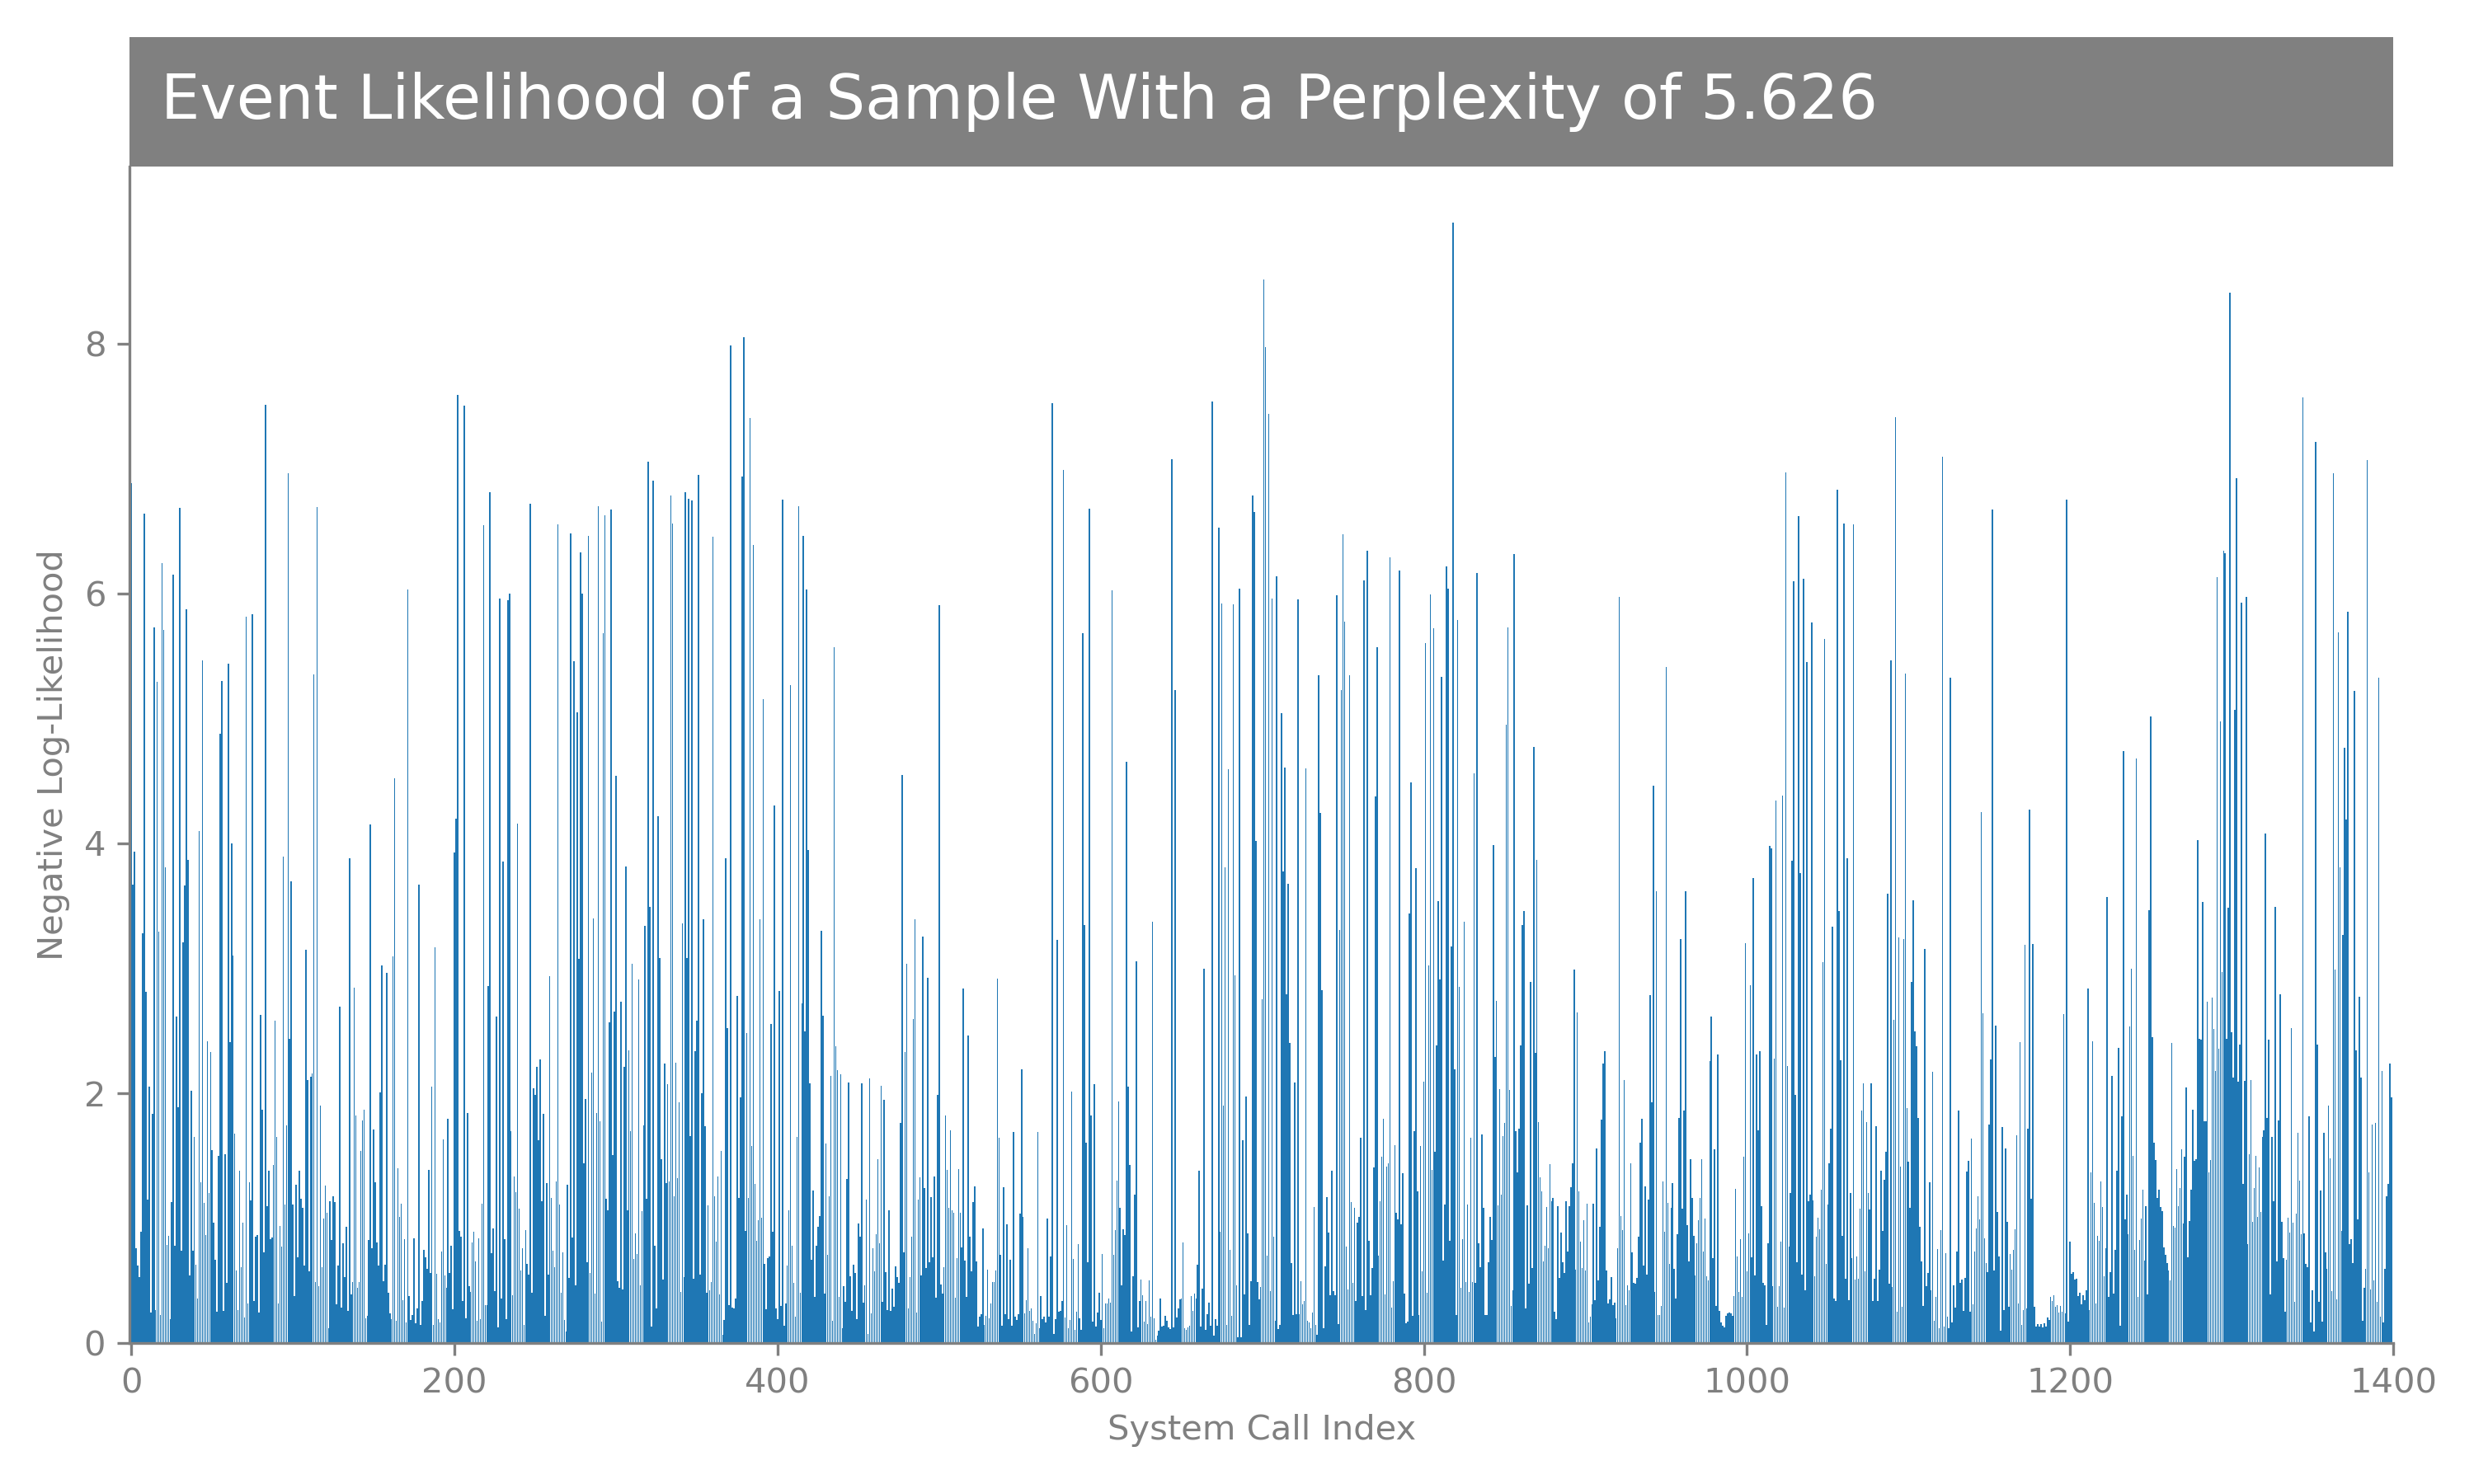 Event Likelihood of a Sample With a Perplexity of 5.626
Negative Log-Likelihood
8
6
4
2
0
0 200 400 600 800 1000 1200 1400
System Call Index